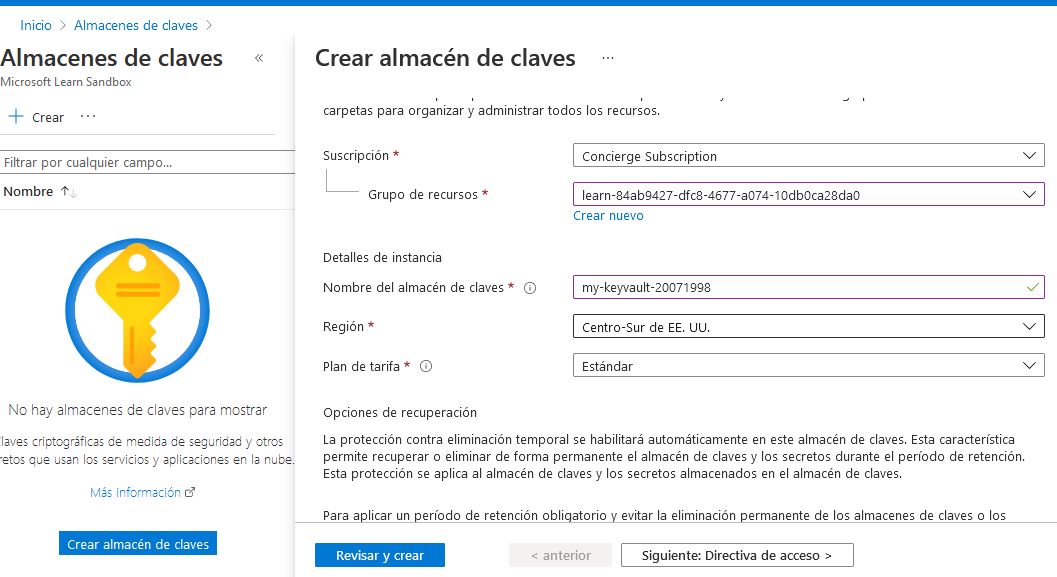 Inicio > Almacenes de claves >
Almacenes de claves «
Microsoft Learn Sandbox
+ Crear ...
Filtrar por cualquier campo...
Nombre ↑↓
No hay almacenes de claves para mostrar
claves criptográficas de medida de seguridad y otros
retos que usan los servicios y aplicaciones en la nube.
Más información
Crear almacén de claves
Crear almacén de claves ...
carpetas para organizar y administrar todos los recursos.
Suscripción *
Concierge Subscription
Grupo de recursos *
learn-84ab9427-dfc8-4677-a074-10db0ca28da0
Crear nuevo
Detalles de instancia
Nombre del almacén de claves *
my-keyvault-20071998
Región *
Centro-Sur de EE. UU.
Plan de tarifa *
Estándar
Opciones de recuperación
La protección contra eliminación temporal se habilitará automáticamente en este almacén de claves. Esta característica
permite recuperar o eliminar de forma permanente el almacén de claves y los secretos durante el período de retención.
Esta protección se aplica al almacén de claves y los secretos almacenados en el almacén de claves.
Para aplicar un período de retención obligatorio y evitar la eliminación permanente de los almacenes de claves o los
Revisar y crear
< anterior
Siguiente: Directiva de acceso >